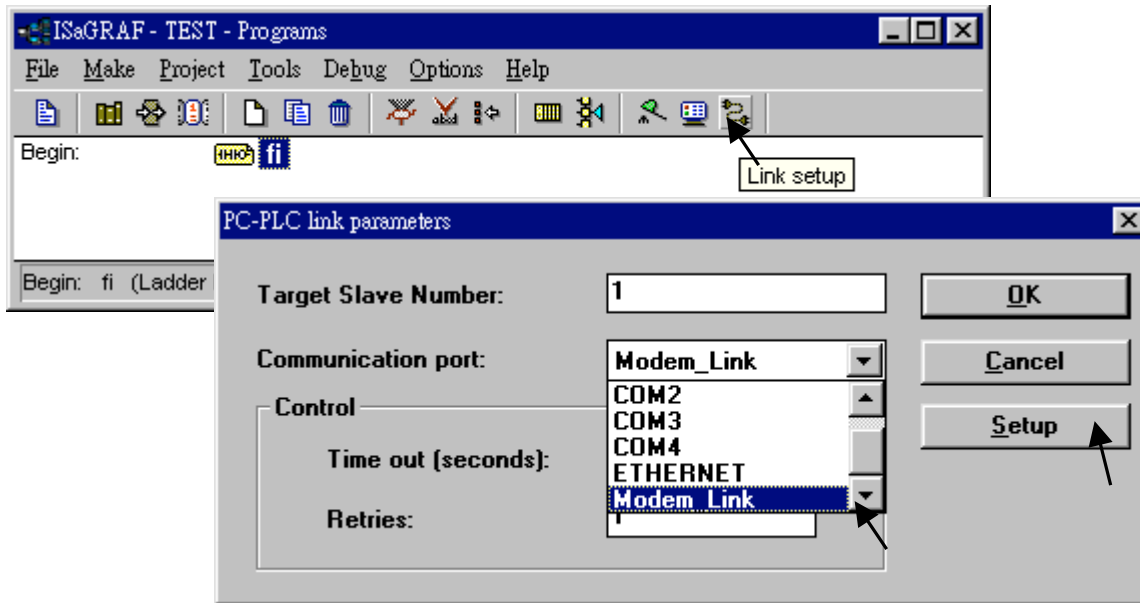 ISaGRAF - TEST - Programs
File Make Project Tools Debug Options Help
Begin: fi
Link setup
Begin: fi (Ladder
PC-PLC link parameters
Target Slave Number: 1 OK
Communication port: Modem_Link Cancel
COM2
Control COM3 Setup
COM4
Time out (seconds): ETHERNET
Modem_Link
Retries: 1